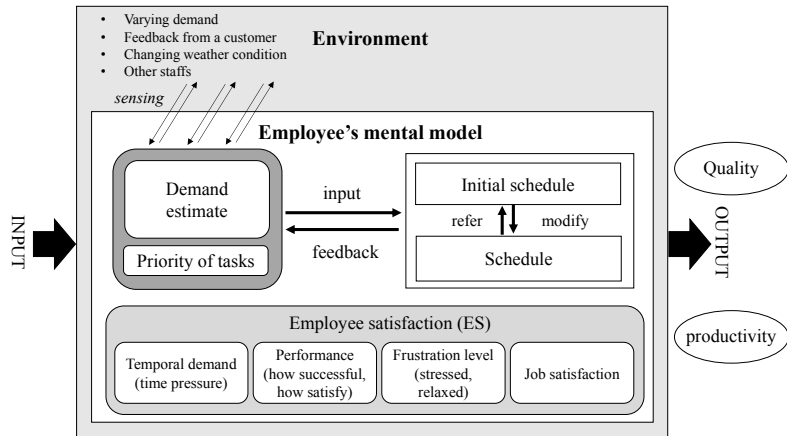 • Varying demand
• Feedback from a customer
• Changing weather condition
• Other staffs
Environment
sensing
Employee's mental model
Demand
estimate
Priority of tasks
input
feedback
Initial schedule
refer
modify
Schedule
Employee satisfaction (ES)
Temporal demand
(time pressure)
Performance
(how successful,
how satisfy)
Frustration level
(stressed,
relaxed)
Job satisfaction
INPUT
OUTPUT
Quality
productivity